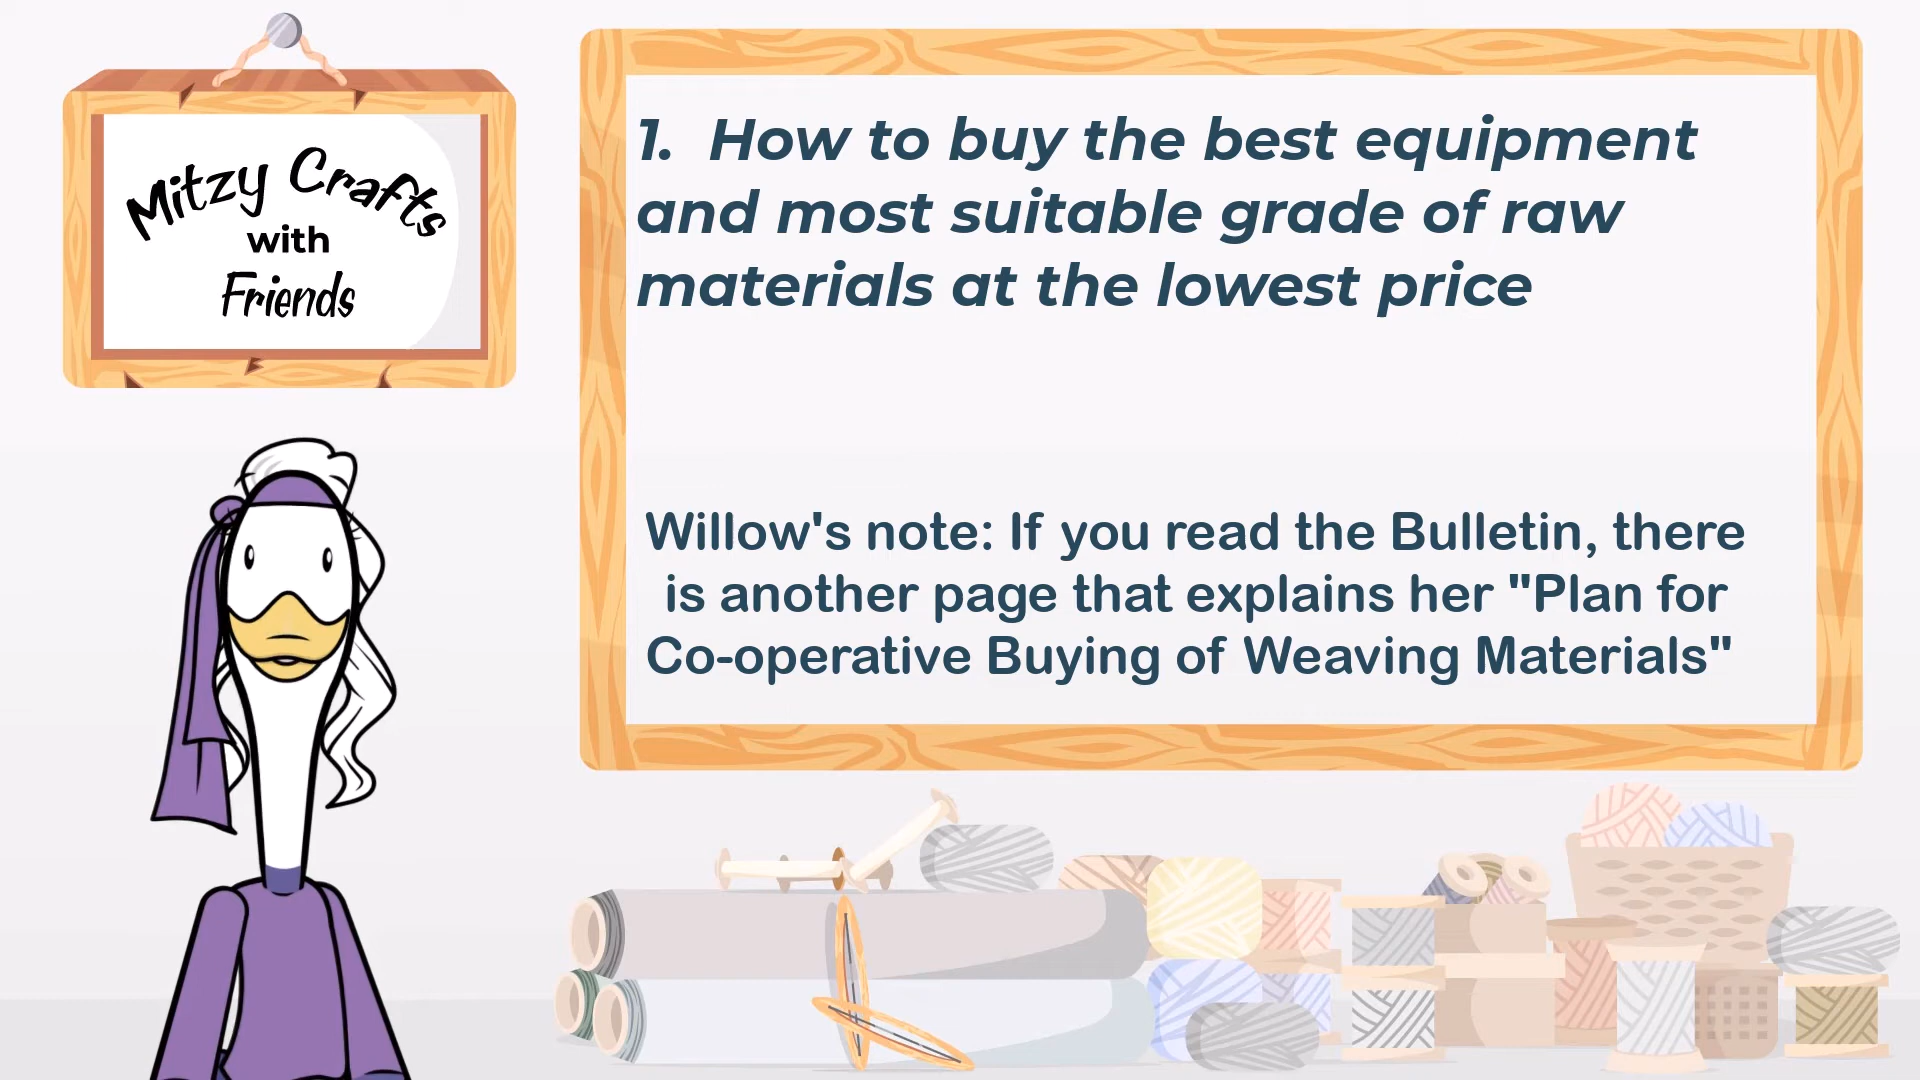 Mitzy Crafts
with
Friends
1. How to buy the best equipment
and most suitable grade of raw
materials at the lowest price
Willow's note: If you read the Bulletin, there
is another page that explains her "Plan for
Co-operative Buying of Weaving Materials"